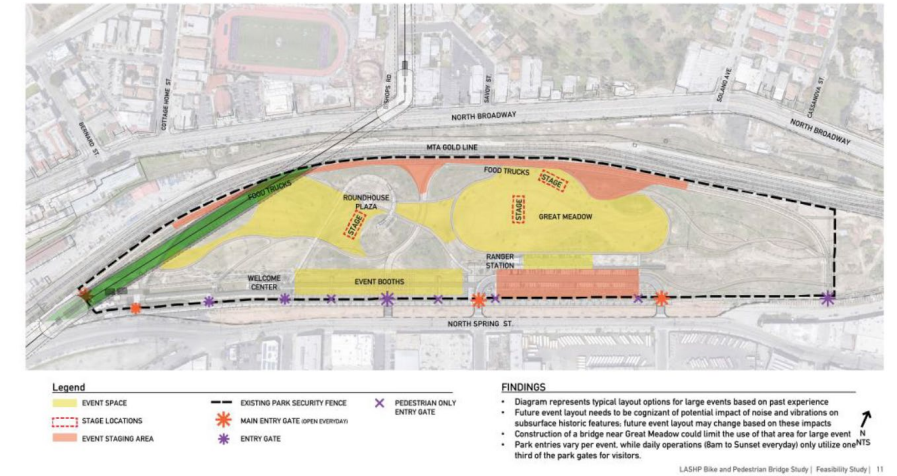 BERNARD ST.
COTTAGE HOME ST
SHOPS RD.
SAVOY ST
SOLANO AVE
CASANOVA ST.
NORTH BROADWAY
NORTH BROADWAY
MTA GOLD LINE
FOOD TRUCKS
FOOD TRUCKS
STAGE
ROUNDHOUSE
PLAZA
STAGE
STAGE
GREAT MEADOW
RANGER
STATION
WELCOME
CENTER
EVENT BOOTHS
NORTH SPRING ST.
Legend
EVENT SPACE
STAGE LOCATIONS
EVENT STAGING AREA
EXISTING PARK SECURITY FENCE
MAIN ENTRY GATE (OPEN EVERYDAY)
ENTRY GATE
PEDESTRIAN ONLY
ENTRY GATE
FINDINGS
• Diagram represents typical layout options for large events based on past experience
• Future event layout needs to be cognizant of potential impact of noise and vibrations on
subsurface historic features; future event layout may change based on these impacts
• Construction of a bridge near Great Meadow could limit the use of that area for large event
• Park entries vary per event, while daily operations (8am to Sunset everyday) only utilize one
third of the park gates for visitors.
N
NTS
LASHP Bike and Pedestrian Bridge Study | Feasibility Study | 11